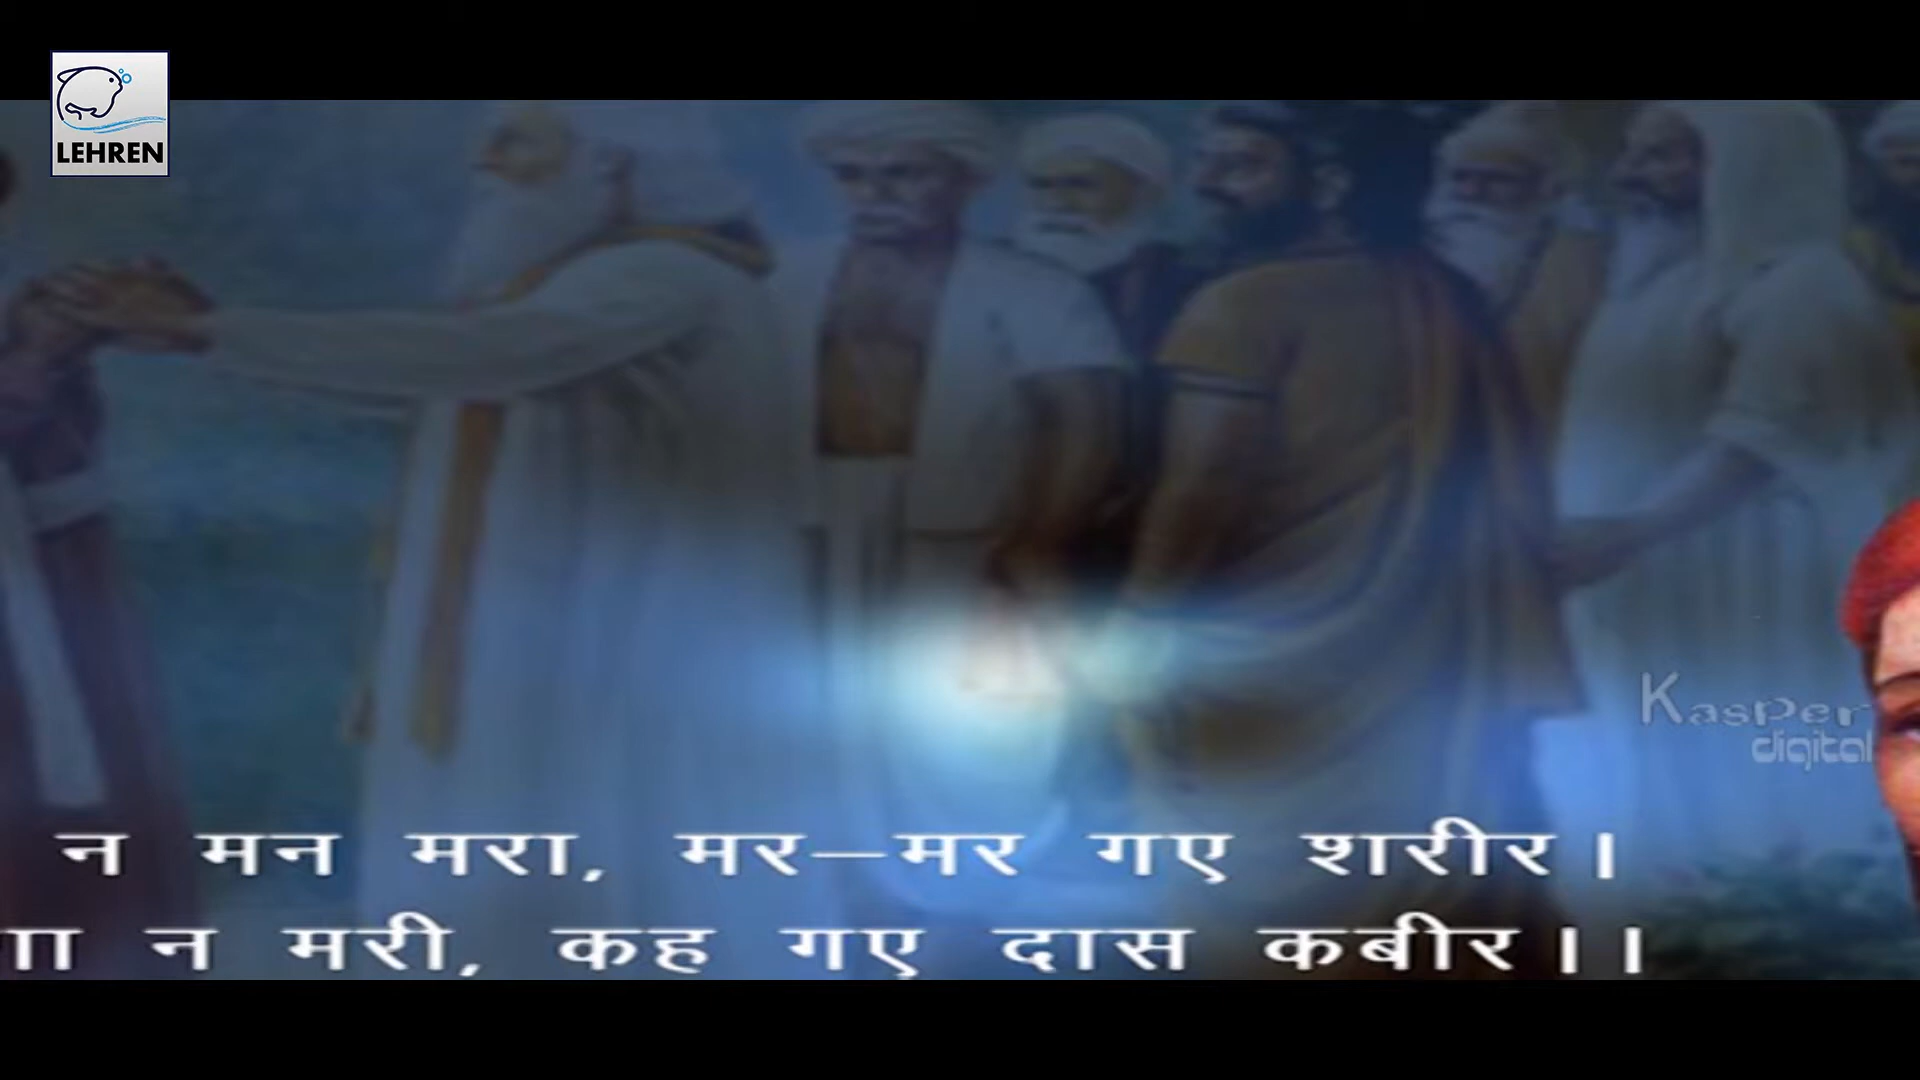 LEHREN
Kasper
digital
न मन मरा, मर–मर गए शरीर।
न मरी, कह गए दास कबीर।।